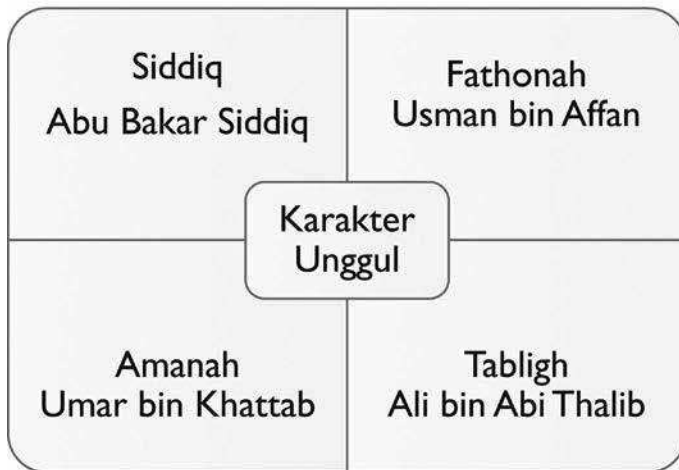 Siddiq
Abu Bakar Siddiq
Fathonah
Usman bin Affan
Karakter
Unggul
Amanah
Umar bin Khattab
Tabligh
Ali bin Abi Thalib